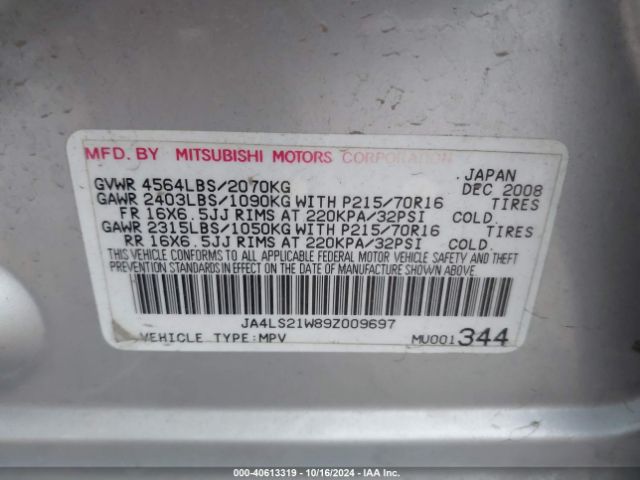 MFD. BY MITSUBISHI MOTORS CORPORATION
GVWR 4564LBS/2070KG JAPAN
DEC 2008
GAWR 2403LBS/1090KG WITH P215/70R16 TIRES
FR 16X6.5JJ RIMS AT 220KPA/32PSI COLD.
GAWR 2315LBS/1050KG WITH P215/70R16 TIRES
RR 16X6.5JJ RIMS AT 220KPA/32PSI COLD.
THIS VEHICLE CONFORMS TO ALL APPLICABLE FEDERAL MOTOR VEHICLE SAFETY AND THEFT
PREVENTION STANDARDS IN EFFECT ON THE DATE OF MANUFACTURE SHOWN ABOVE.
JA4LS21W89Z009697
VEHICLE TYPE:MPV MU001344
000-40613319 - 10/16/2024 - IAAI.COM